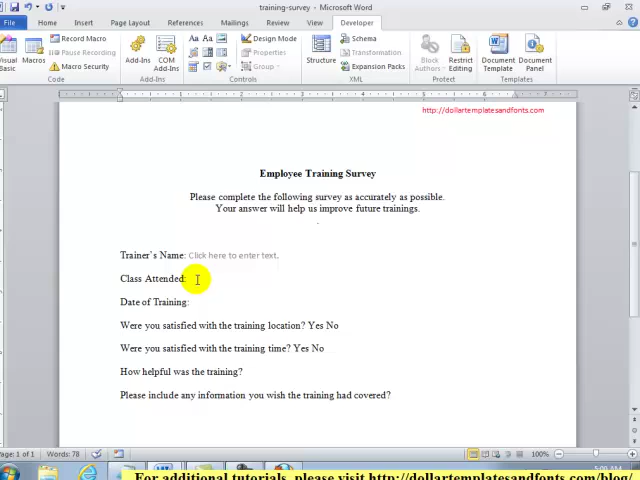 training-survey - Microsoft Word
File Home Insert Page Layout References Mailings Review View Developer
Visual Basic
Macros
Record Macro
Pause Recording
Macro Security
Code
Add-Ins
COM Add-Ins
Add-Ins
Design Mode
Properties
Group
Controls
Structure
Schema
Transformation
Expansion Packs
XML
Block Authors
Restrict Editing
Protect
Document Template
Document Panel
Templates
http://dollartemplatesandfonts.com
Employee Training Survey
Please complete the following survey as accurately as possible.
Your answer will help us improve future trainings.
Trainer's Name: Click here to enter text.
Class Attended:
Date of Training:
Were you satisfied with the training location? Yes No
Were you satisfied with the training time? Yes No
How helpful was the training?
Please include any information you wish the training had covered?
Page: 1 of 1 Words: 78 100%
5:00 AM
For additional tutorials, please visit http://dollartemplatesandfonts.com/blog/